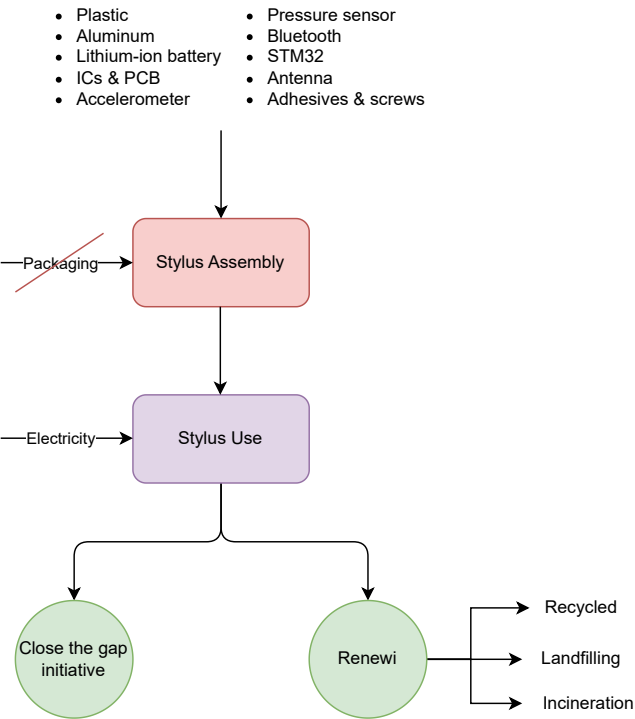 Plastic
Aluminum
Lithium-ion battery
ICs & PCB
Accelerometer
Pressure sensor
Bluetooth
STM32
Antenna
Adhesives & screws
Packaging
Stylus Assembly
Electricity
Stylus Use
Close the gap
initiative
Renewi
Recycled
Landfilling
Incineration